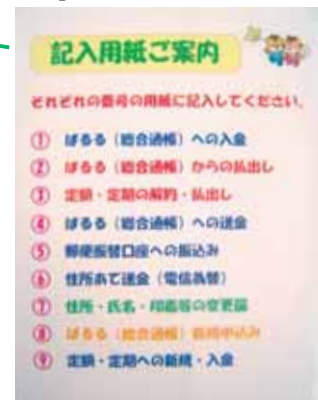 記入用紙ご案内
それぞれの番号の用紙に記入してください。
① ぱるる（総合通帳）への入金
② ぱるる（総合通帳）からの払出し
③ 定額・定期の解約・払出し
④ ぱるる（総合通帳）への送金
⑤ 郵便振替口座への振込み
⑥ 住所あて送金（電信為替）
⑦ 住所・氏名・印鑑等の変更届
⑧ ぱるる（総合通帳）新規申込み
⑨ 定額・定期への新規・入金